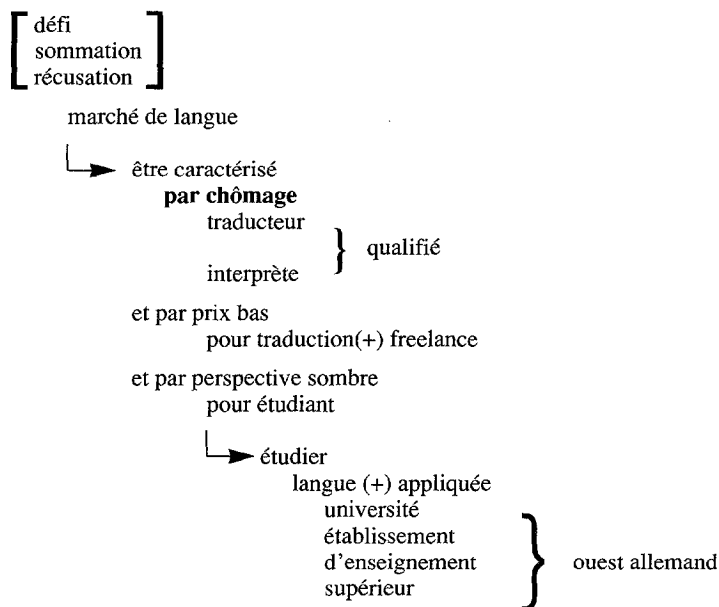 défi
sommation
récusation
marché de langue
être caractérisé
par chômage
traducteur
qualifié
interprète
et par prix bas
pour traduction(+) freelance
et par perspective sombre
pour étudiant
étudier
langue (+) appliquée
université
établissement
d'enseignement
ouest allemand
supérieur